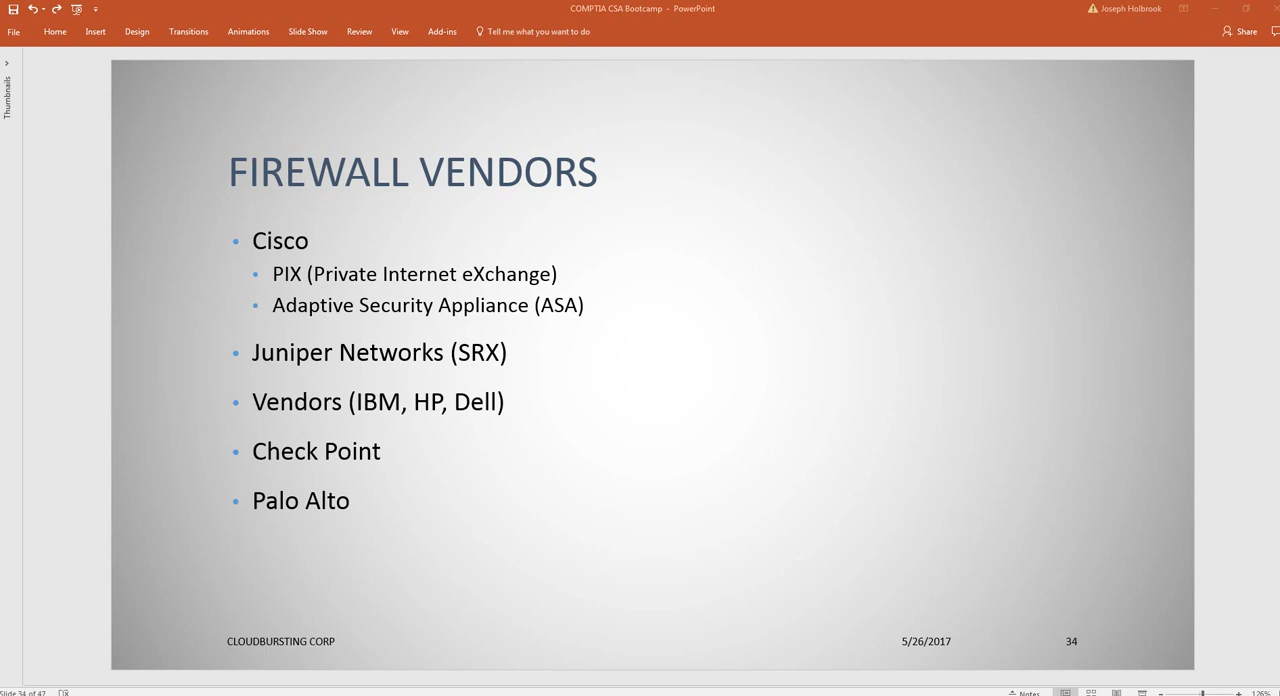 COMPTIA CSA Bootcamp - PowerPoint
Joseph Holbrook
File Home Insert Design Transitions Animations Slide Show Review View Add-ins Tell me what you want to do Share
Thumbnails
FIREWALL VENDORS
• Cisco
• PIX (Private Internet eXchange)
• Adaptive Security Appliance (ASA)
• Juniper Networks (SRX)
• Vendors (IBM, HP, Dell)
• Check Point
• Palo Alto
CLOUDBURSTING CORP 5/26/2017 34
Slide 34 of 47 Notes 126%